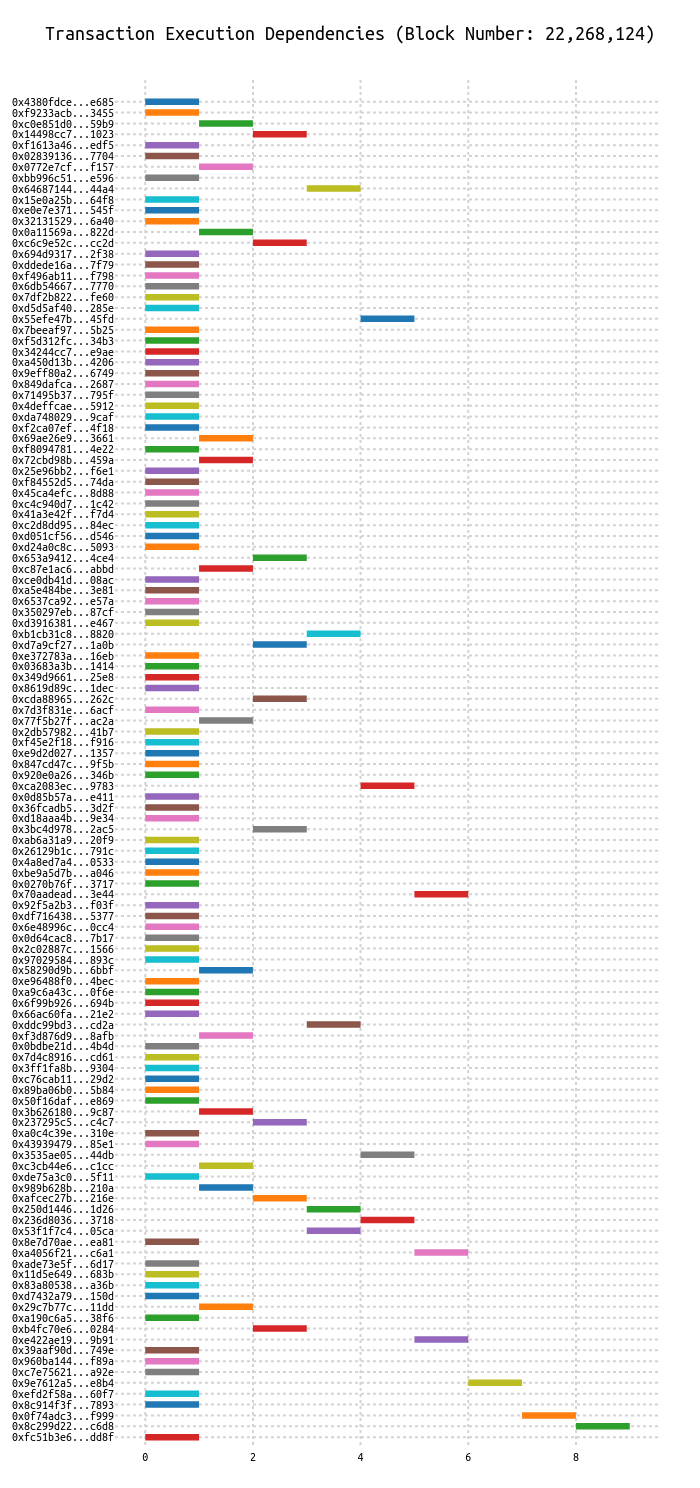 Transaction Execution Dependencies (Block Number: 22,268,124)
0x4380fdce...e685
0xf9233acb...3455
0xc0e851d0...59b9
0x14498cc7...1023
0xf1613a46...edf5
0x02839136...7704
0x0772e7cf...f157
0xbb996c51...e596
0x64687144...44a4
0x15e0a25b...64f8
0xe0e7e371...545f
0x32131529...6a40
0x0a11569a...822d
0xc6c9e52c...cc2d
0x694d9317...2f38
0xddede16a...7f79
0xf496ab11...f798
0x6db54667...7770
0x7df2b822...fe60
0xd5d5af40...285e
0x55efe47b...45fd
0x7beeaf97...5b25
0xf5d312fc...34b3
0x34244cc7...e9ae
0xa450d13b...4206
0x9eff80a2...6749
0x849dafca...2687
0x71495b37...795f
0x4deffcae...5912
0xda748029...9caf
0xf2ca07ef...4f18
0x69ae26e9...3661
0xf8094781...4e22
0x72cbd98b...459a
0x25e96bb2...f6e1
0xf84552d5...74da
0x45ca4efc...8d88
0xc4c940d7...1c42
0x41a3e42f...f7d4
0xc2d8dd95...84ec
0xd051cf56...d546
0xd24a0c8c...5093
0x653a9412...4ce4
0xc87e1ac6...abbd
0xce0db41d...08ac
0xa5e484be...3e81
0x6537ca92...e57a
0x350297eb...87cf
0xd3916381...e467
0xb1cb31c8...8820
0xd7a9cf27...1a0b
0xe372783a...16eb
0x03683a3b...1414
0x349d9661...25e8
0x8619d89c...1dec
0xcda88965...262c
0x7d3f831e...6acf
0x77f5b27f...ac2a
0x2db57982...41b7
0xf45e2f18...f916
0xe9d2d027...1357
0x847cd47c...9f5b
0x920e0a26...346b
0xca2083ec...9783
0x0d85b57a...e411
0x36fcadb5...3d2f
0xd18aaa4b...9e34
0x3bc4d978...2ac5
0xab6a31a9...20f9
0x26129b1c...791c
0x4a8ed7a4...0533
0xbe9a5d7b...a046
0x0270b76f...3717
0x70aadead...3e44
0x92f5a2b3...f03f
0xdf716438...5377
0x6e48996c...0cc4
0x0d64cac8...7b17
0x2c02887c...1566
0x97029584...893c
0x58290d9b...6bbf
0xe96488f0...4bec
0xa9c6a43c...0f6e
0x6f99b926...694b
0x66ac60fa...21e2
0xddc99bd3...cd2a
0xf3d876d9...8afb
0x0bdbe21d...4b4d
0x7d4c8916...cd61
0x3ff1fa8b...9304
0xc76cab11...29d2
0x89ba06b0...5b84
0x50f16daf...e869
0x3b626180...9c87
0x237295c5...c4c7
0xa0c4c39e...310e
0x43939479...85e1
0x3535ae05...44db
0xc3cb44e6...c1cc
0xde75a3c0...5f11
0x989b628b...210a
0xafcec27b...216e
0x250d1446...1d26
0x236d8036...3718
0x53f1f7c4...05ca
0x8e7d70ae...ea81
0xa4056f21...c6a1
0xade73e5f...6d17
0x11d5e649...683b
0x83a80538...a36b
0xd7432a79...150d
0x29c7b77c...11dd
0xa190c6a5...38f6
0xb4fc70e6...0284
0xe422ae19...9b91
0x39aaf90d...749e
0x960ba144...f89a
0xc7e75621...a92e
0x9e7612a5...e8b4
0xefd2f58a...60f7
0x8c914f3f...7893
0x0f74adc3...f999
0x8c299d22...c6d8
0xfc51b3e6...dd8f
0 2 4 6 8